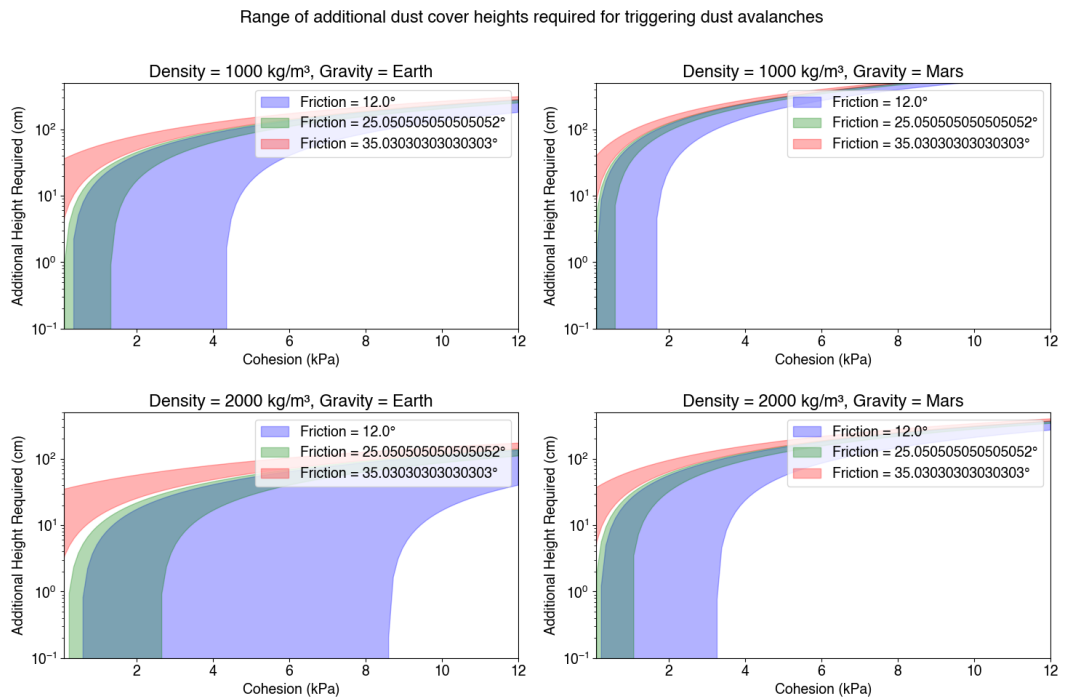 Range of additional dust cover heights required for triggering dust avalanches
Density = 1000 kg/m³, Gravity = Earth
Additional Height Required (cm)
10²
10¹
10⁰
10⁻¹
Friction = 12.0°
Friction = 25.050505050505052°
Friction = 35.03030303030303°
2 4 6 8 10 12
Cohesion (kPa)
Density = 1000 kg/m³, Gravity = Mars
Additional Height Required (cm)
10²
10¹
10⁰
10⁻¹
Friction = 12.0°
Friction = 25.050505050505052°
Friction = 35.03030303030303°
2 4 6 8 10 12
Cohesion (kPa)
Density = 2000 kg/m³, Gravity = Earth
Additional Height Required (cm)
10²
10¹
10⁰
10⁻¹
Friction = 12.0°
Friction = 25.050505050505052°
Friction = 35.03030303030303°
2 4 6 8 10 12
Cohesion (kPa)
Density = 2000 kg/m³, Gravity = Mars
Additional Height Required (cm)
10²
10¹
10⁰
10⁻¹
Friction = 12.0°
Friction = 25.050505050505052°
Friction = 35.03030303030303°
2 4 6 8 10 12
Cohesion (kPa)